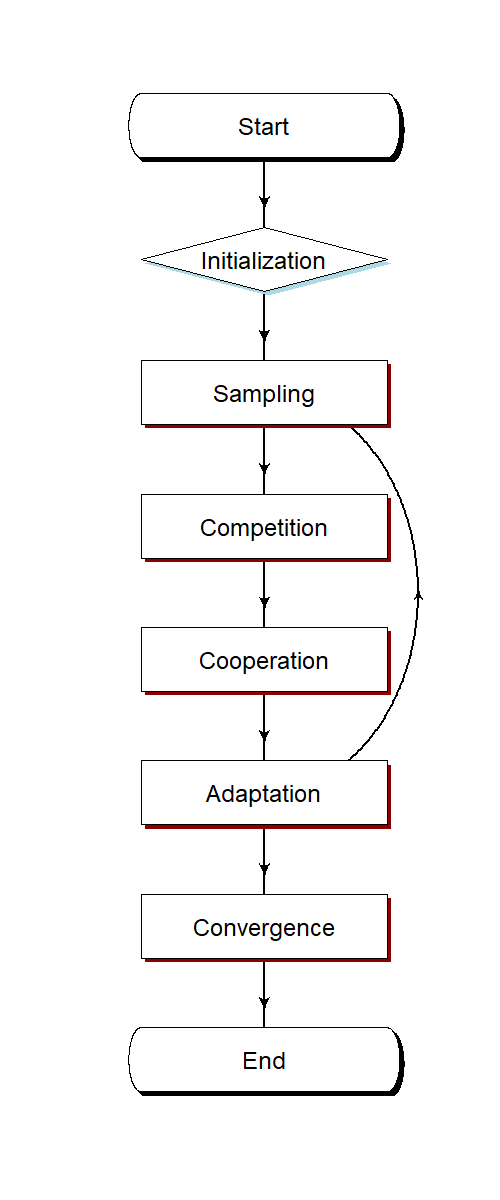 Start
Initialization
Sampling
Competition
Cooperation
Adaptation
Convergence
End